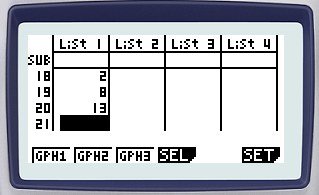 List 1 List 2 List 3 List 4
SUB
18 2
19 8
20 13
21
GPH1 GPH2 GPH3 SEL SET